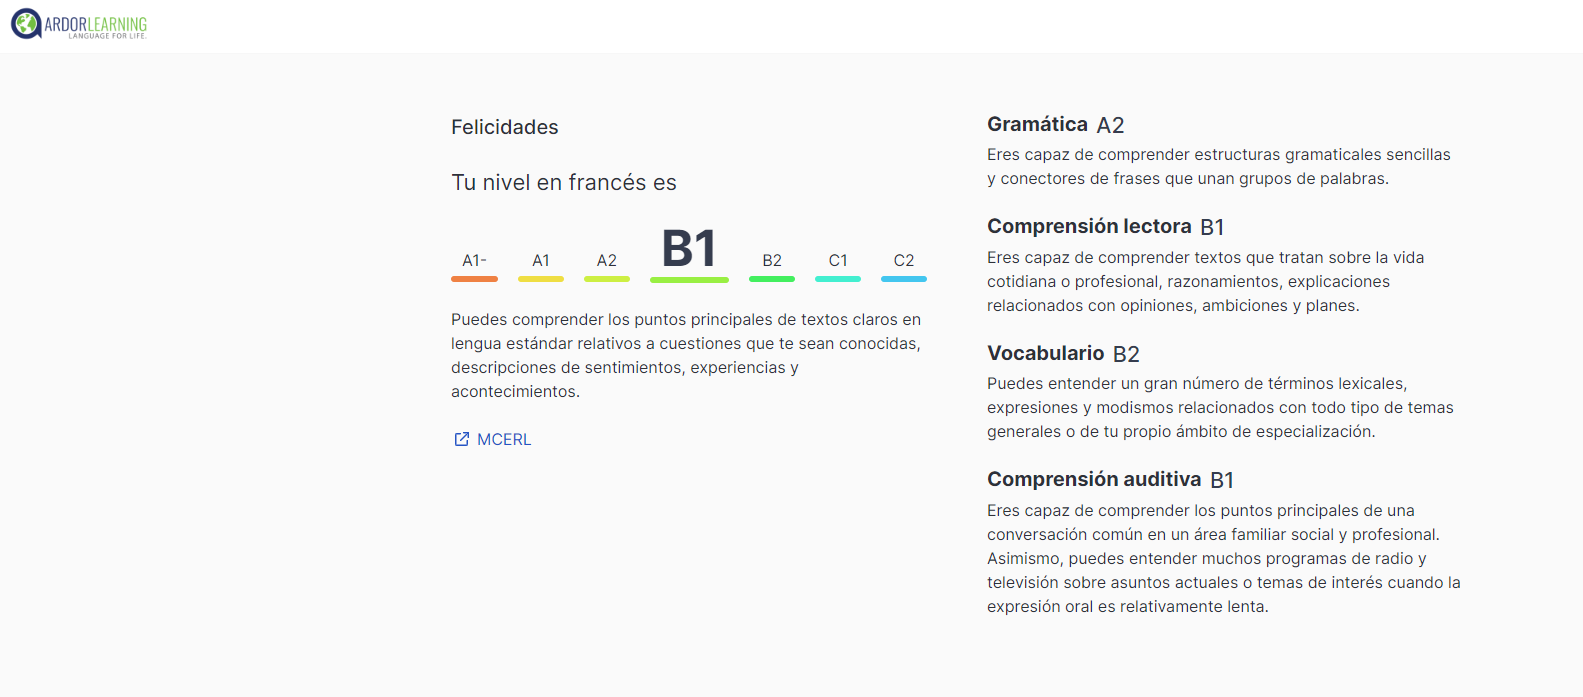 ARDORLEARNING
LANGUAGE FOR LIFE.
Felicidades
Tu nivel en francés es
A1- A1 A2 B1 B2 C1 C2
Puedes comprender los puntos principales de textos claros en
lengua estándar relativos a cuestiones que te sean conocidas,
descripciones de sentimientos, experiencias y
acontecimientos.
MCERL
Gramática A2
Eres capaz de comprender estructuras gramaticales sencillas
y conectores de frases que unan grupos de palabras.
Comprensión lectora B1
Eres capaz de comprender textos que tratan sobre la vida
cotidiana o profesional, razonamientos, explicaciones
relacionados con opiniones, ambiciones y planes.
Vocabulario B2
Puedes entender un gran número de términos lexicales,
expresiones y modismos relacionados con todo tipo de temas
generales o de tu propio ámbito de especialización.
Comprensión auditiva B1
Eres capaz de comprender los puntos principales de una
conversación común en un área familiar social y profesional.
Asimismo, puedes entender muchos programas de radio y
televisión sobre asuntos actuales o temas de interés cuando la
expresión oral es relativamente lenta.